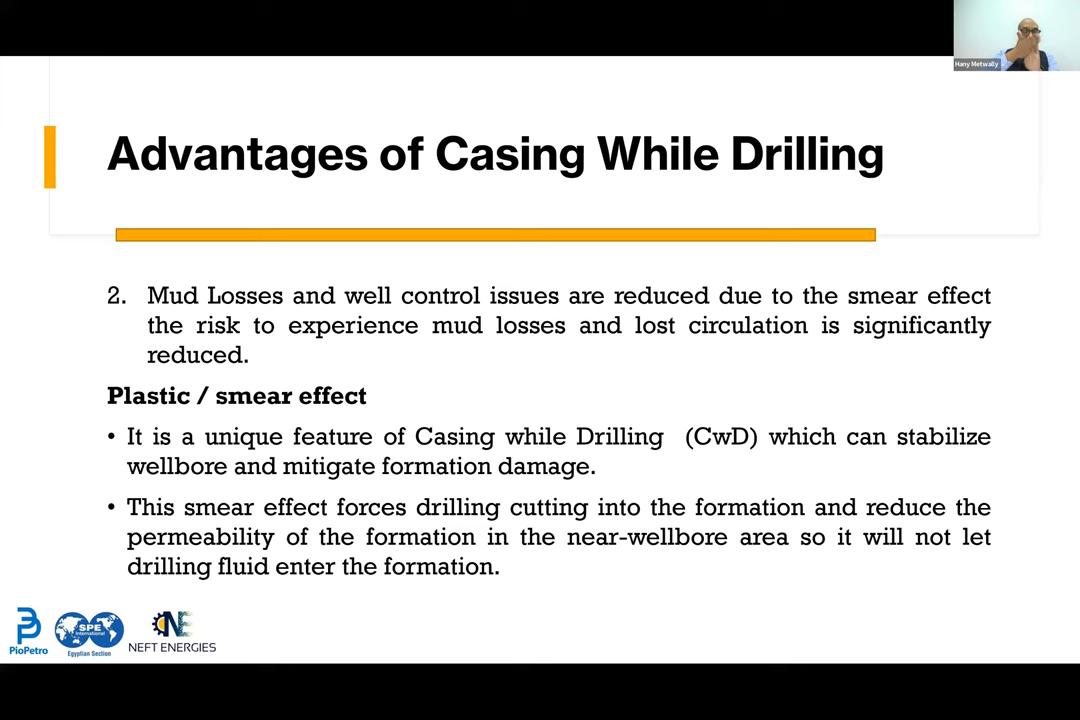 Hany Metwally
Advantages of Casing While Drilling
2. Mud Losses and well control issues are reduced due to the smear effect
the risk to experience mud losses and lost circulation is significantly
reduced.
Plastic / smear effect
• It is a unique feature of Casing while Drilling (CwD) which can stabilize
wellbore and mitigate formation damage.
• This smear effect forces drilling cutting into the formation and reduce the
permeability of the formation in the near-wellbore area so it will not let
drilling fluid enter the formation.
PioPetro
SPE
International
Egyptian Section
NE
NEFT ENERGIES